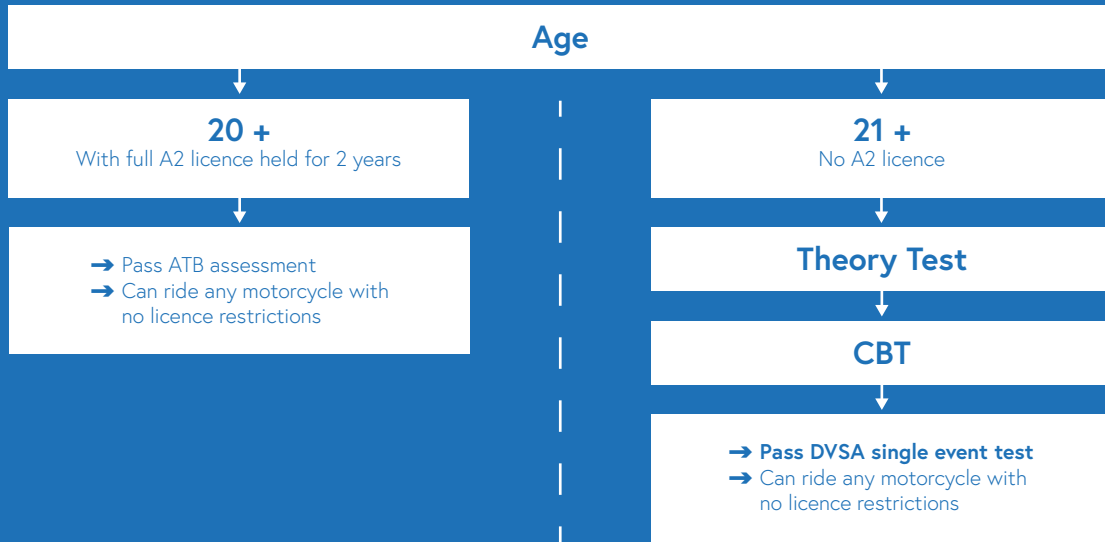 Age
20 +
With full A2 licence held for 2 years
➔ Pass ATB assessment
➔ Can ride any motorcycle with
no licence restrictions
21 +
No A2 licence
Theory Test
CBT
➔ Pass DVSA single event test
➔ Can ride any motorcycle with
no licence restrictions